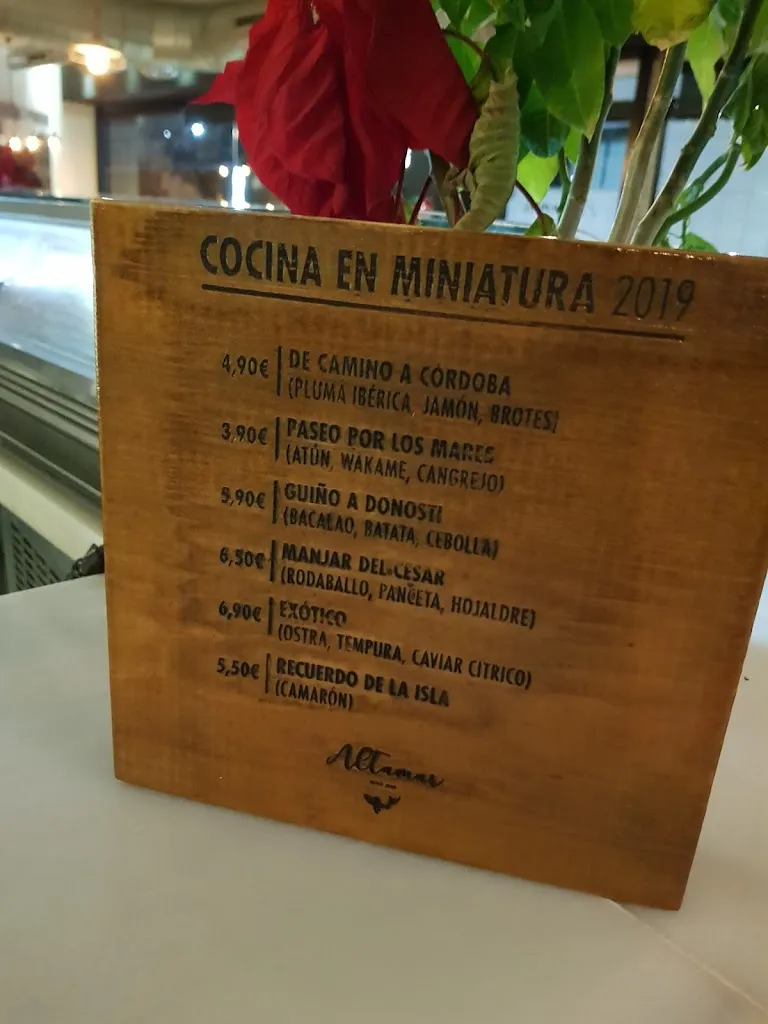 COCINA EN MINIATURA 2019
4,90€ DE CAMINO A CÓRDOBA
(PLUMA IBÉRICA, JAMÓN, BROTES)
3,90€ PASEO POR LOS MARES
(ATÚN, WAKAME, CANGREJO)
5,90€ GUIÑO A DONOSTI
(BACALAO, BATATA, CEBOLLA)
6,50€ MANJAR DEL CÉSAR
(RODABALLO, PANCETA, HOJALDRE)
6,90€ EXÓTICO
(OSTRA, TEMPURA, CAVIAR CÍTRICO)
5,50€ RECUERDO DE LA ISLA
(CAMARÓN)
Altamar